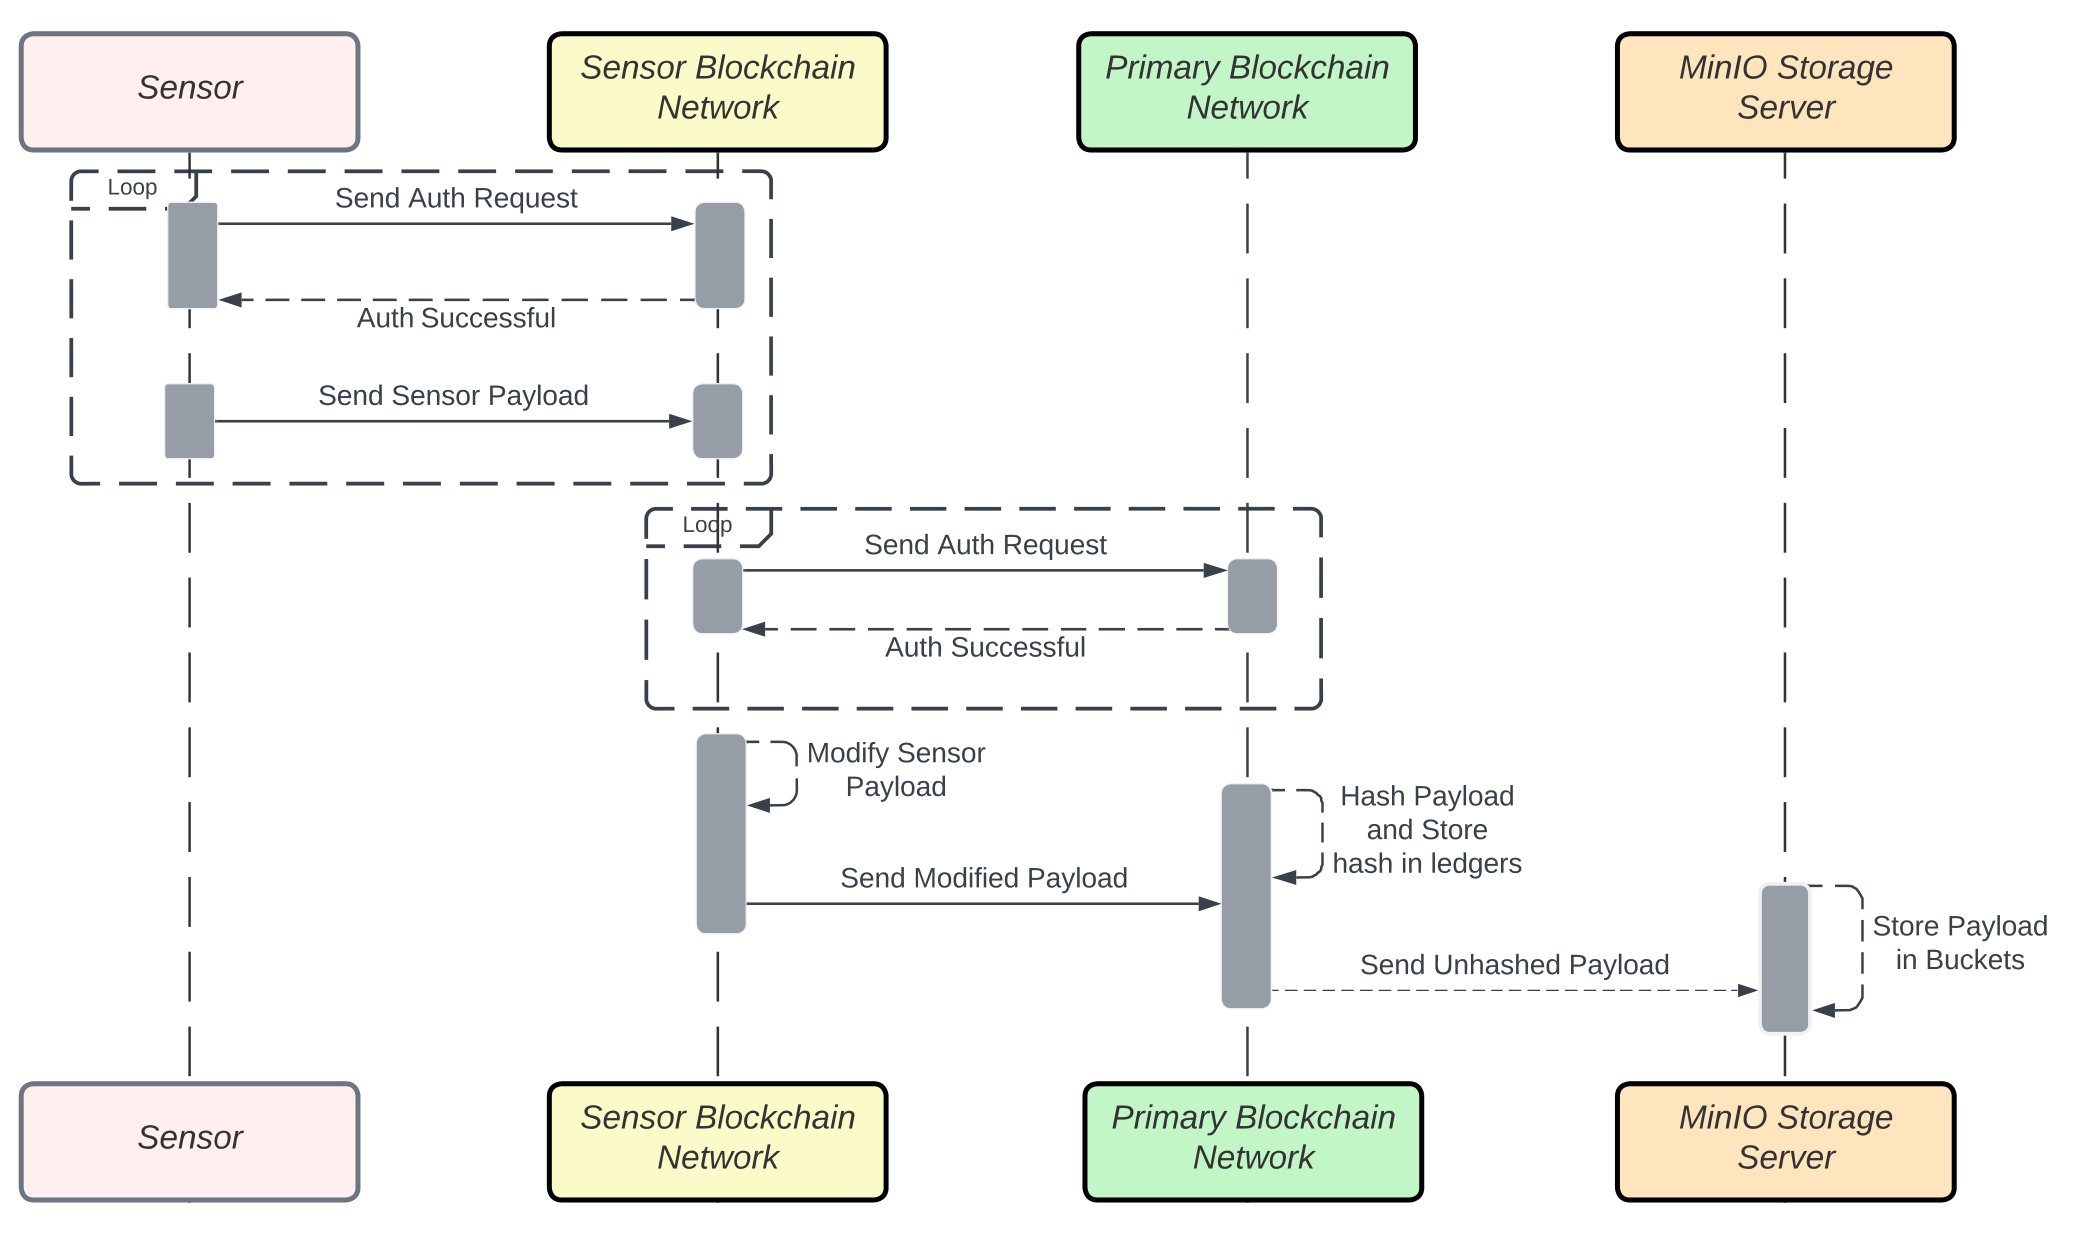 Sensor
Sensor Blockchain
Network
Primary Blockchain
Network
MinIO Storage
Server
Loop
Send Auth Request
Auth Successful
Send Sensor Payload
Loop
Send Auth Request
Auth Successful
Modify Sensor
Payload
Hash Payload
and Store
hash in ledgers
Send Modified Payload
Store Payload
in Buckets
Send Unhashed Payload
Sensor
Sensor Blockchain
Network
Primary Blockchain
Network
MinIO Storage
Server